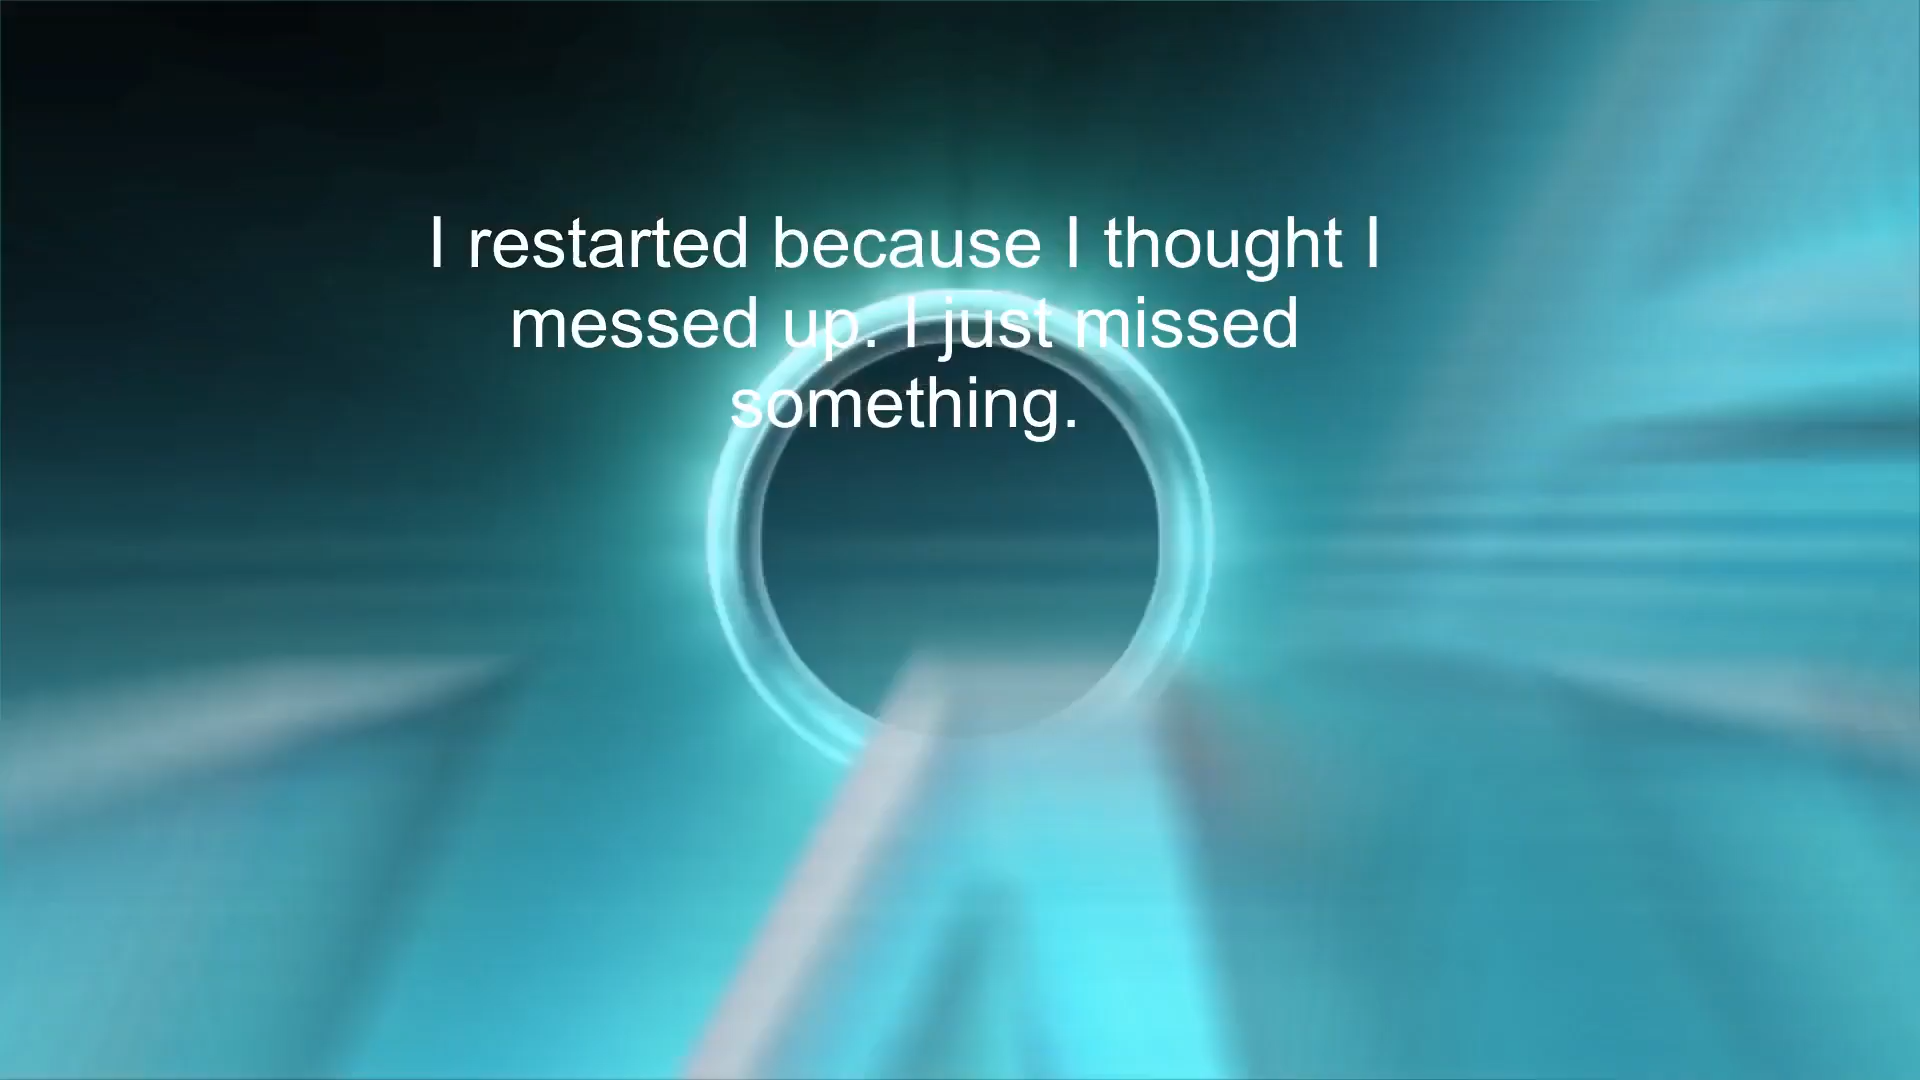 I restarted because I thought I
messed up. I just missed
something.